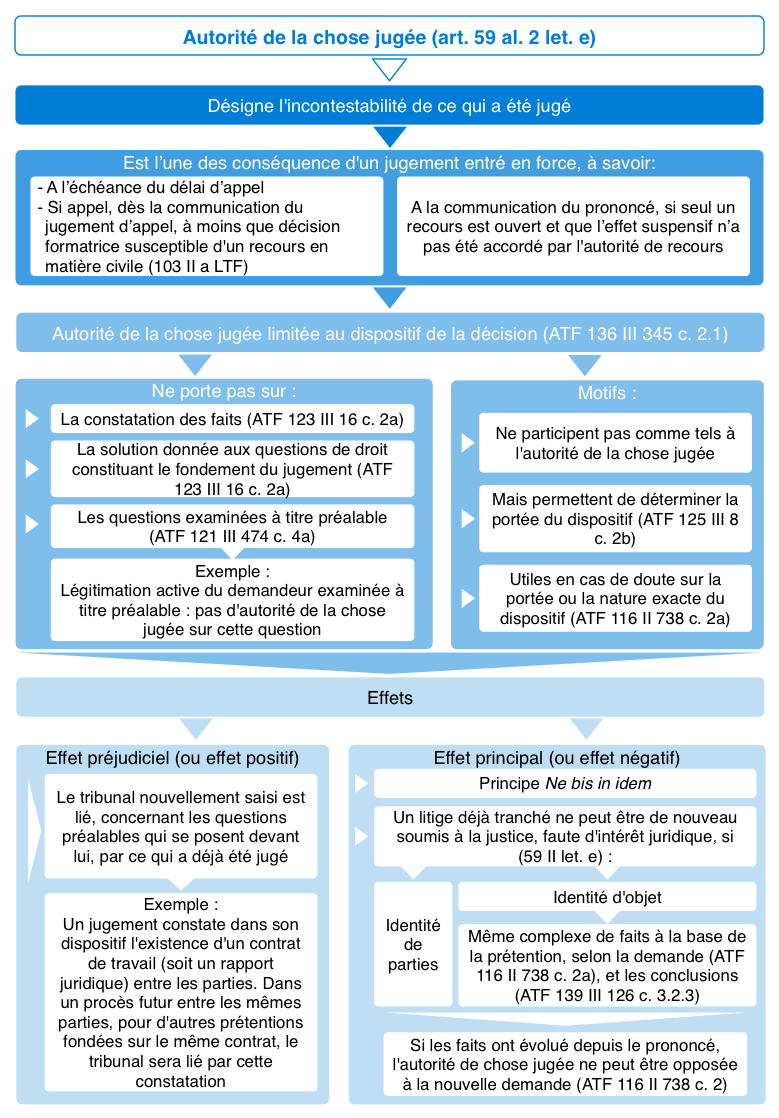 Autorité de la chose jugée (art. 59 al. 2 let. e)
Désigne l'incontestabilité de ce qui a été jugé
Est l’une des conséquence d'un jugement entré en force, à savoir:
- A l’échéance du délai d’appel
- Si appel, dès la communication du
jugement d’appel, à moins que décision
formatrice susceptible d'un recours en
matière civile (103 II a LTF)
A la communication du prononcé, si seul un
recours est ouvert et que l’effet suspensif n’a
pas été accordé par l'autorité de recours
Autorité de la chose jugée limitée au dispositif de la décision (ATF 136 III 345 c. 2.1)
Ne porte pas sur :
La constatation des faits (ATF 123 III 16 c. 2a)
La solution donnée aux questions de droit
constituant le fondement du jugement (ATF
123 III 16 c. 2a)
Les questions examinées à titre préalable
(ATF 121 III 474 c. 4a)
Exemple :
Légitimation active du demandeur examinée à
titre préalable : pas d'autorité de la chose
jugée sur cette question
Motifs :
Ne participent pas comme tels à
l'autorité de la chose jugée
Mais permettent de déterminer la
portée du dispositif (ATF 125 III 8
c. 2b)
Utiles en cas de doute sur la
portée ou la nature exacte du
dispositif (ATF 116 II 738 c. 2a)
Effets
Effet préjudiciel (ou effet positif)
Le tribunal nouvellement saisi est
lié, concernant les questions
préalables qui se posent devant
lui, par ce qui a déjà été jugé
Exemple :
Un jugement constate dans son
dispositif l'existence d'un contrat
de travail (soit un rapport
juridique) entre les parties. Dans
un procès futur entre les mêmes
parties, pour d'autres prétentions
fondées sur le même contrat, le
tribunal sera lié par cette
constatation
Effet principal (ou effet négatif)
Principe Ne bis in idem
Un litige déjà tranché ne peut être de nouveau
soumis à la justice, faute d'intérêt juridique, si
(59 II let. e) :
Identité
de
parties
Identité d'objet
Même complexe de faits à la base de
la prétention, selon la demande (ATF
116 II 738 c. 2a), et les conclusions
(ATF 139 III 126 c. 3.2.3)
Si les faits ont évolué depuis le prononcé,
l'autorité de chose jugée ne peut être opposée
à la nouvelle demande (ATF 116 II 738 c. 2)